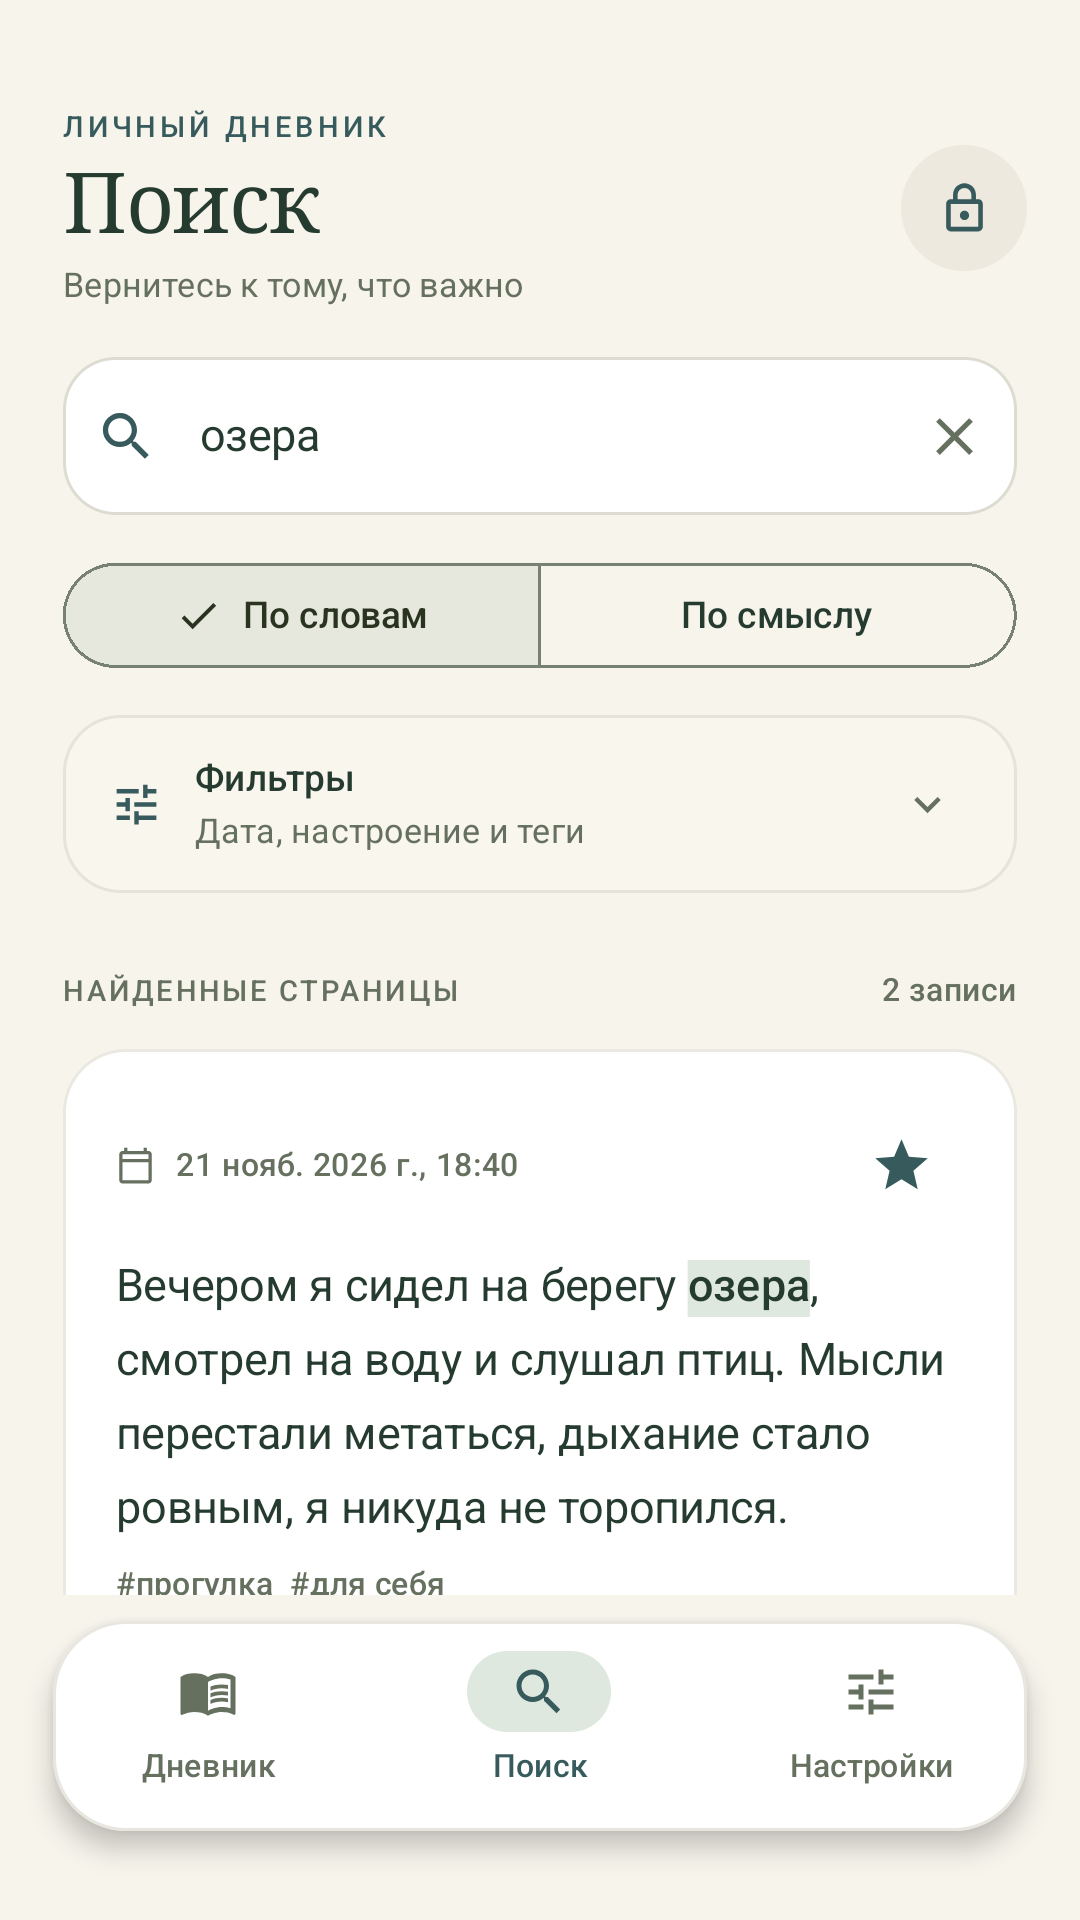 ЛИЧНЫЙ ДНЕВНИК
Поиск
Вернитесь к тому, что важно
озера
По словам
По смыслу
Фильтры
Дата, настроение и теги
НАЙДЕННЫЕ СТРАНИЦЫ
2 записи
21 нояб. 2026 г., 18:40
Вечером я сидел на берегу озера,
смотрел на воду и слушал птиц. Мысли
перестали метаться, дыхание стало
ровным, я никуда не торопился.
#прогулка #для себя
Дневник
Поиск
Настройки